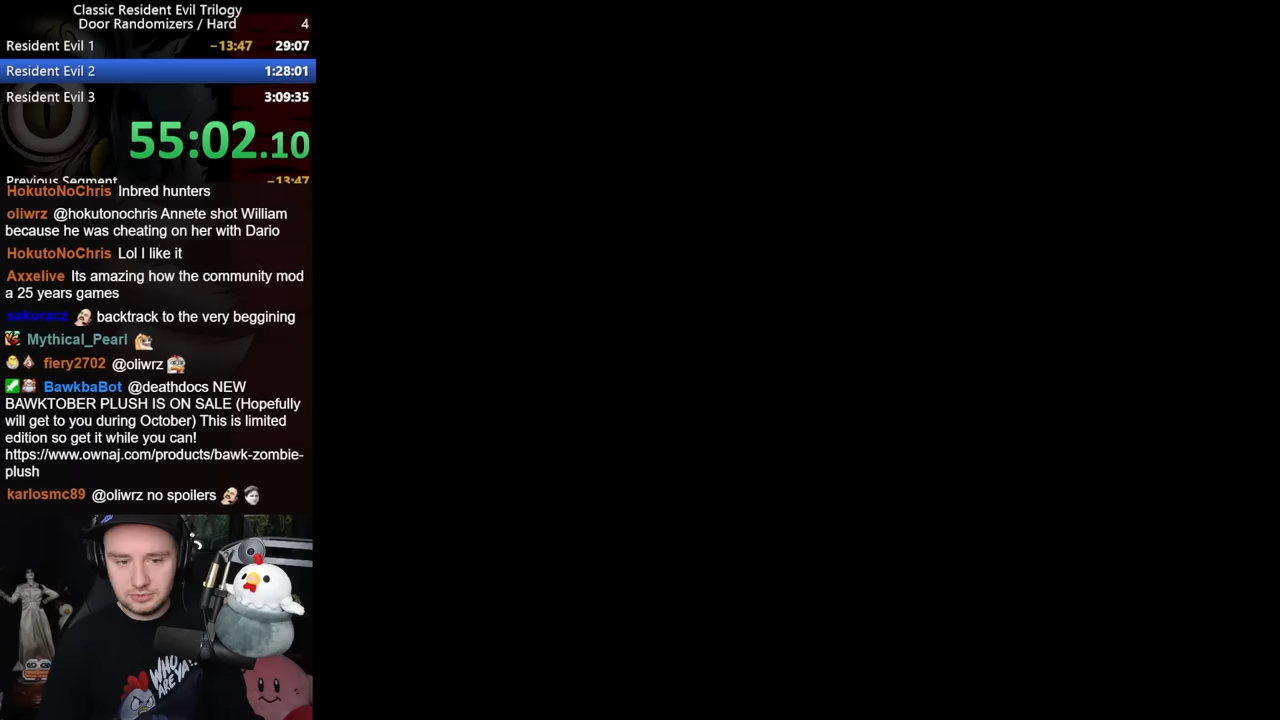 Classic Resident Evil Trilogy
Door Randomizers / Hard 4
Resident Evil 1 −13:47 29:07
Resident Evil 2 1:28:01
Resident Evil 3 3:09:35
55:02.10
Previous Segment −13:47
HokutoNoChris Inbred hunters
oliwrz @hokutonochris Annete shot William
because he was cheating on her with Dario
HokutoNoChris Lol I like it
Axxelive Its amazing how the community mod
a 25 years games
sakuracz backtrack to the very beggining
Mythical_Pearl
fiery2702 @oliwrz
BawkbaBot @deathdocs NEW
BAWKTOBER PLUSH IS ON SALE (Hopefully
will get to you during October) This is limited
edition so get it while you can!
https://www.ownaj.com/products/bawk-zombie-
plush
karlosmc89 @oliwrz no spoilers
WHO
ARE YA